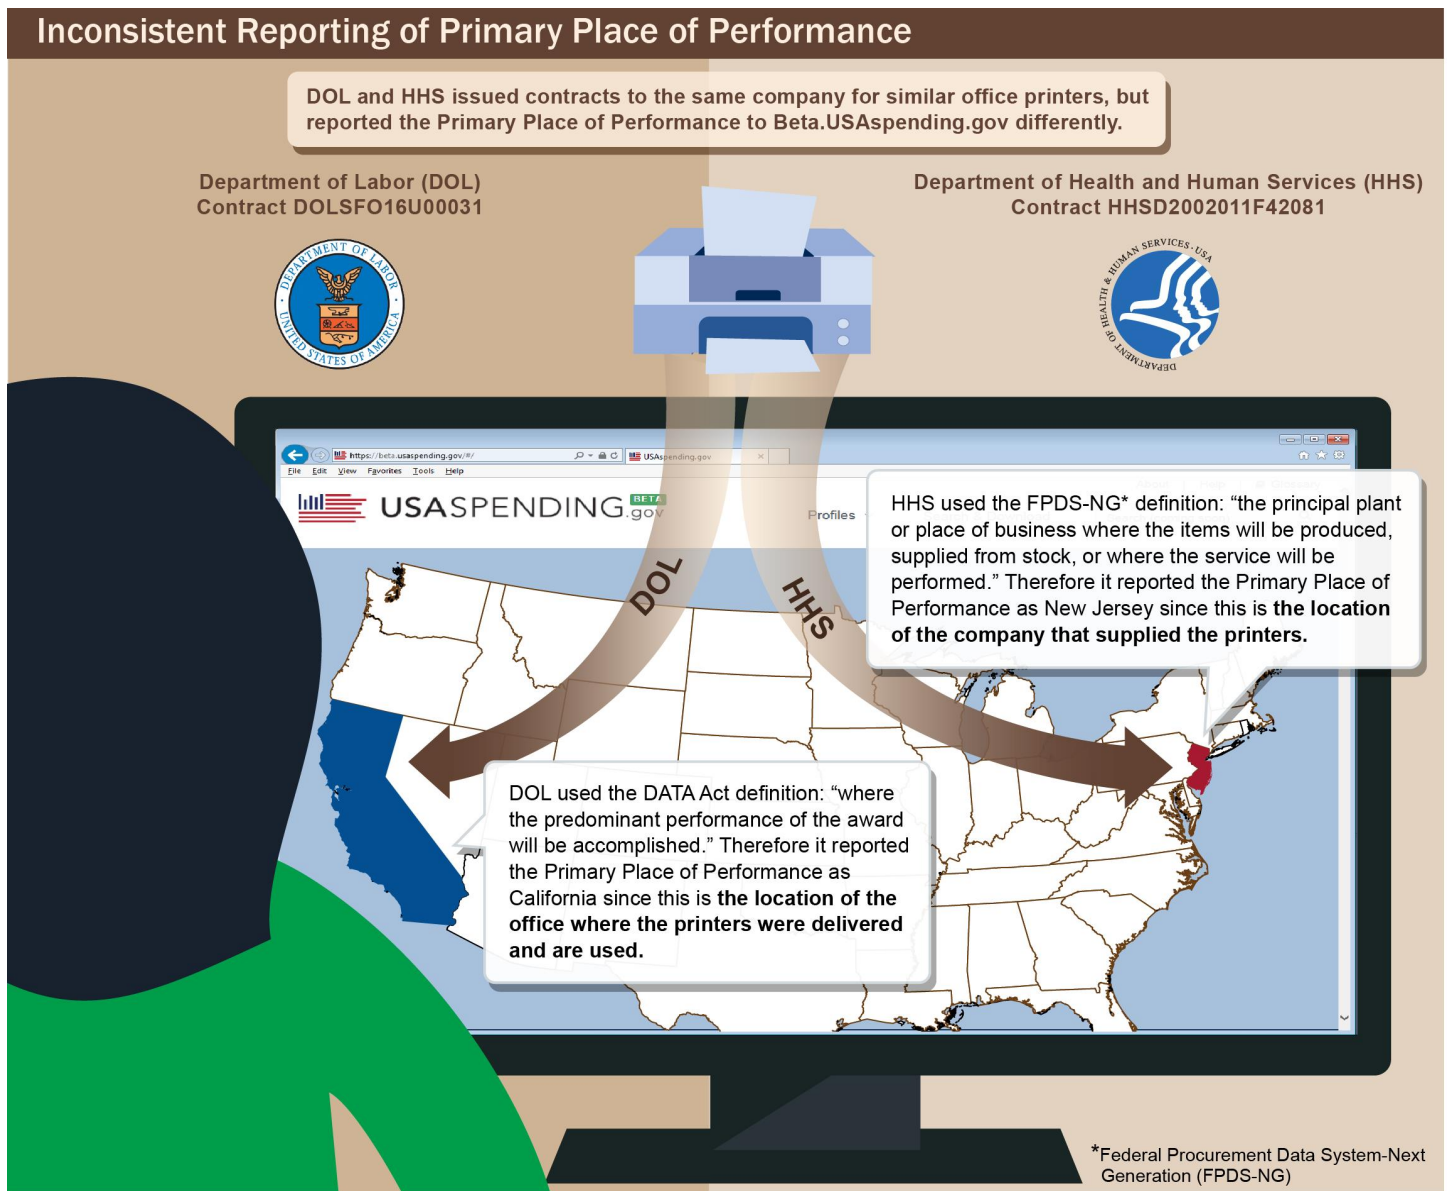 Inconsistent Reporting of Primary Place of Performance
DOL and HHS issued contracts to the same company for similar office printers, but
reported the Primary Place of Performance to Beta.USAspending.gov differently.
Department of Labor (DOL)
Contract DOLSFO16U00031
Department of Health and Human Services (HHS)
Contract HHSD2002011F42081
DEPARTMENT OF LABOR
UNITED STATES OF AMERICA
DEPARTMENT OF HEALTH & HUMAN SERVICES · USA
https://beta.usaspending.gov/#/
USAspending.gov
File Edit View Favorites Tools Help
USASPENDING.gov
BETA
Profiles
DOL
HHS
HHS used the FPDS-NG* definition: “the principal plant
or place of business where the items will be produced,
supplied from stock, or where the service will be
performed.” Therefore it reported the Primary Place of
Performance as New Jersey since this is the location
of the company that supplied the printers.
DOL used the DATA Act definition: “where
the predominant performance of the award
will be accomplished.” Therefore it reported
the Primary Place of Performance as
California since this is the location of the
office where the printers were delivered
and are used.
*Federal Procurement Data System-Next
Generation (FPDS-NG)